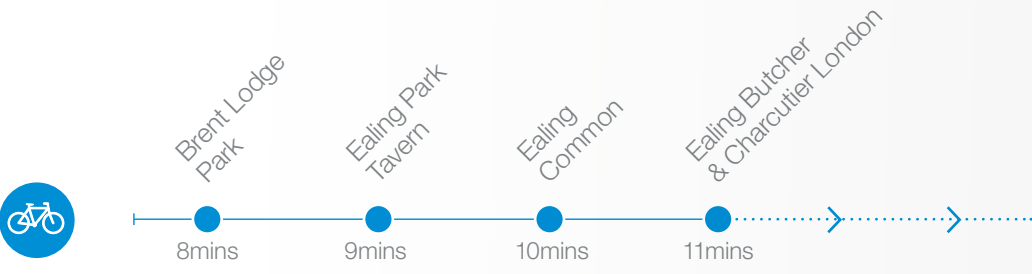 Brent Lodge
Park
Ealing Park
Tavern
Ealing
Common
Ealing Butcher
& Charcutier London
8mins
9mins
10mins
11mins